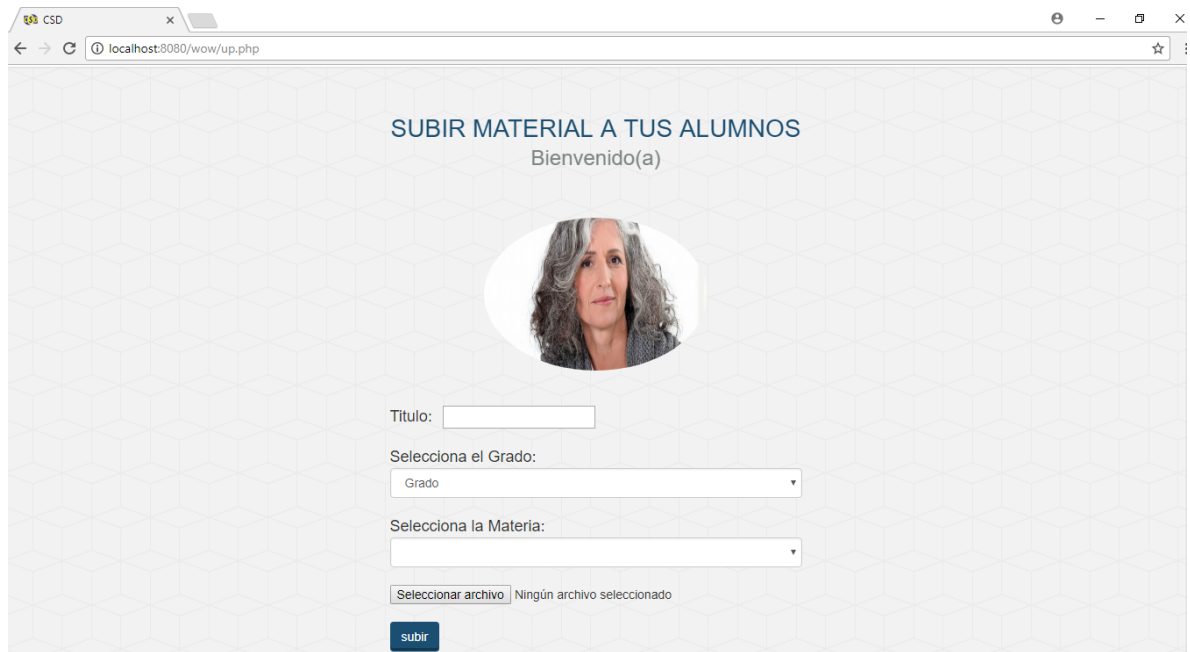 CSD
localhost:8080/wow/up.php
SUBIR MATERIAL A TUS ALUMNOS
Bienvenido(a)
Titulo:
Selecciona el Grado:
Grado
Selecciona la Materia:
Seleccionar archivo Ningún archivo seleccionado
subir